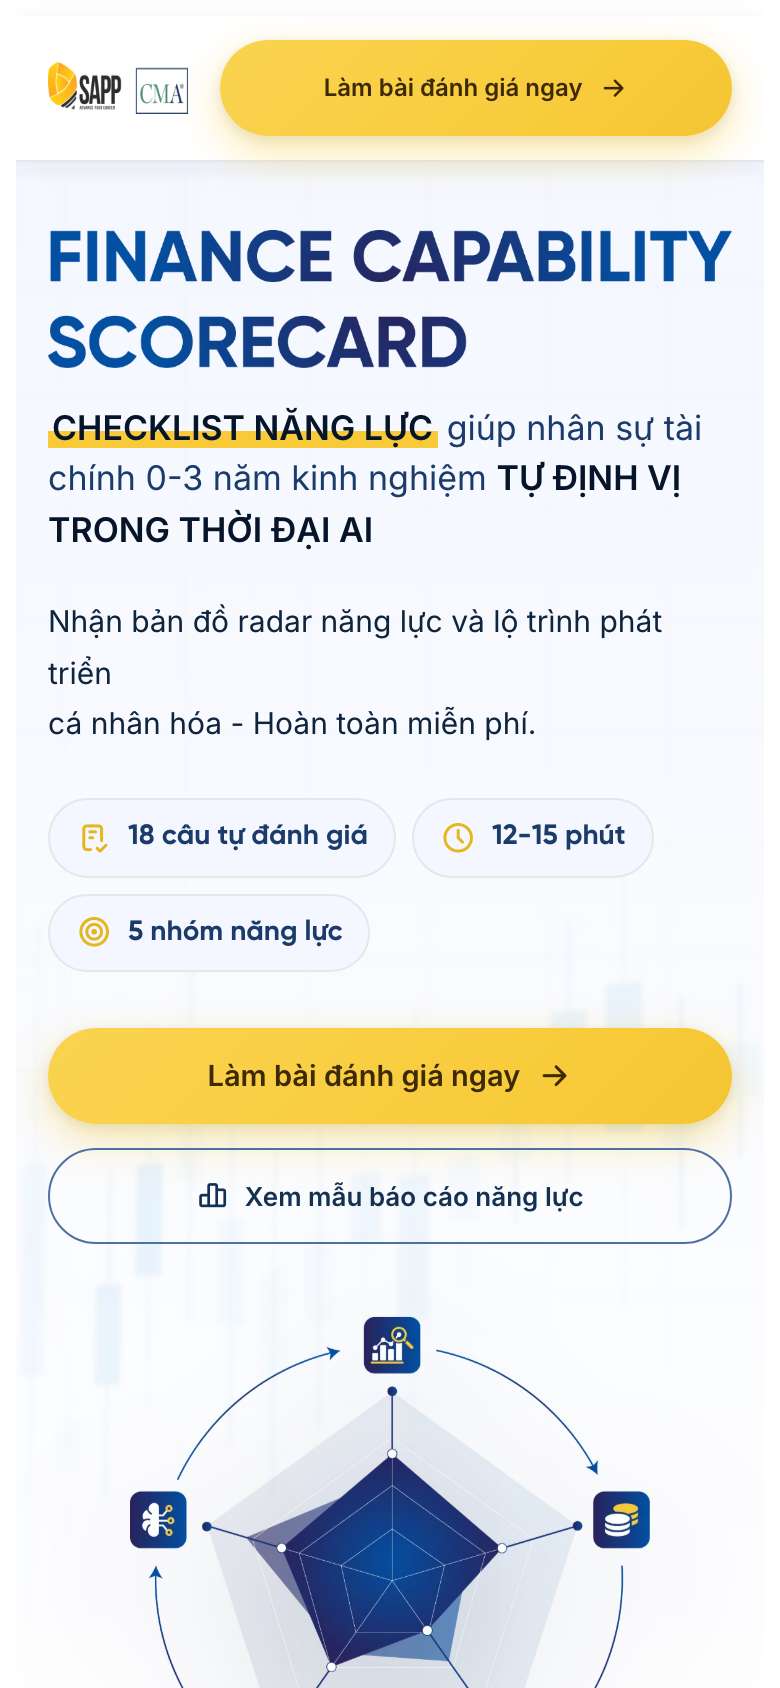 SAPP
CMA
Làm bài đánh giá ngay →
FINANCE CAPABILITY
SCORECARD
CHECKLIST NĂNG LỰC giúp nhân sự tài
chính 0-3 năm kinh nghiệm TỰ ĐỊNH VỊ
TRONG THỜI ĐẠI AI
Nhận bản đồ radar năng lực và lộ trình phát
triển
cá nhân hóa - Hoàn toàn miễn phí.
18 câu tự đánh giá
12-15 phút
5 nhóm năng lực
Làm bài đánh giá ngay →
Xem mẫu báo cáo năng lực